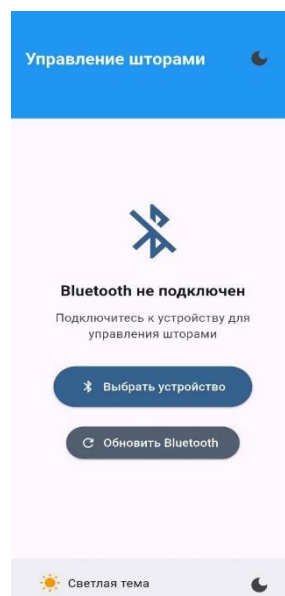 Управление шторами
Bluetooth не подключен
Подключитесь к устройству для
управления шторами
Выбрать устройство
Обновить Bluetooth
Светлая тема